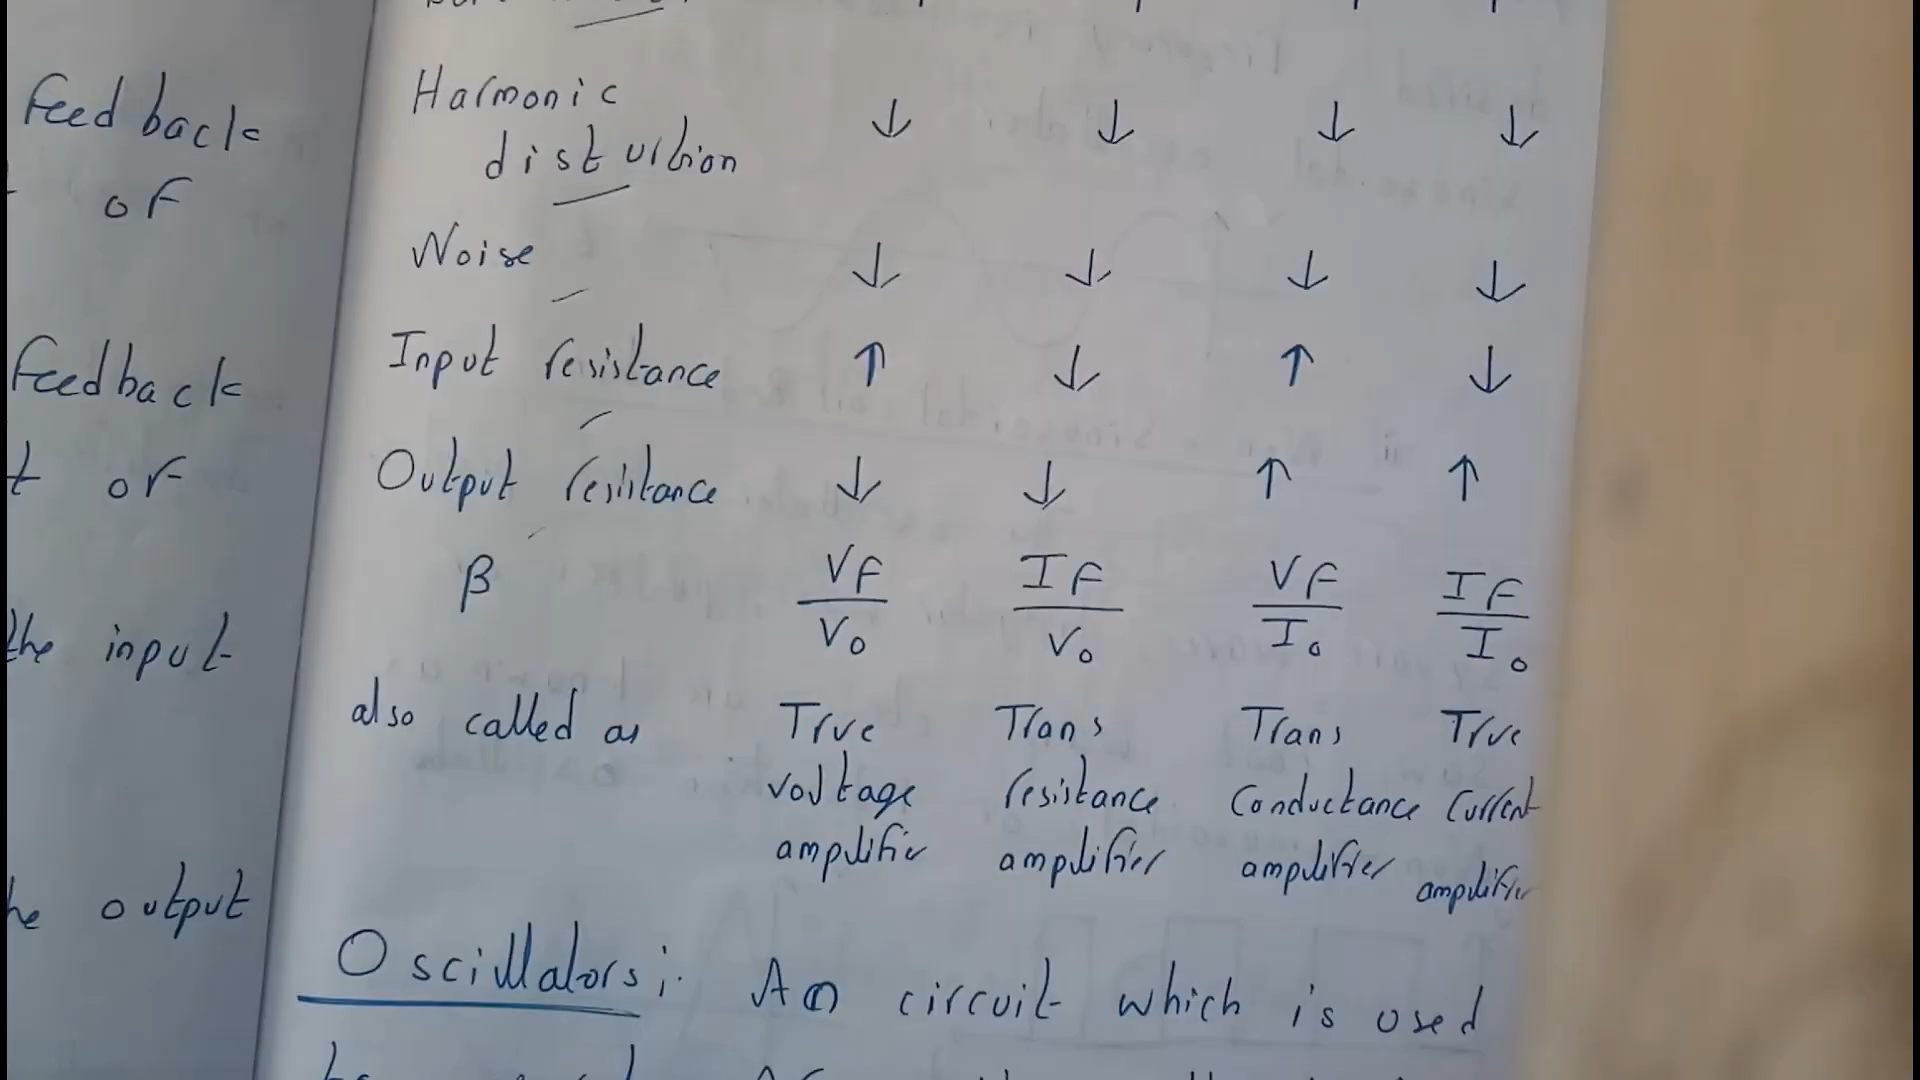 Feedback
of
Feedback
t of
the input
he output
Harmonic
distortion ↓ ↓ ↓ ↓
Noise ↓ ↓ ↓ ↓
Input resistance ↑ ↓ ↑ ↓
Output resistance ↓ ↓ ↑ ↑
β VF/Vo IF/Vo VF/Io IF/Io
also called as True Trans Trans True
voltage resistance Conductance Current
amplifier amplifier amplifier amplifier
Oscillators:- An circuit which is used